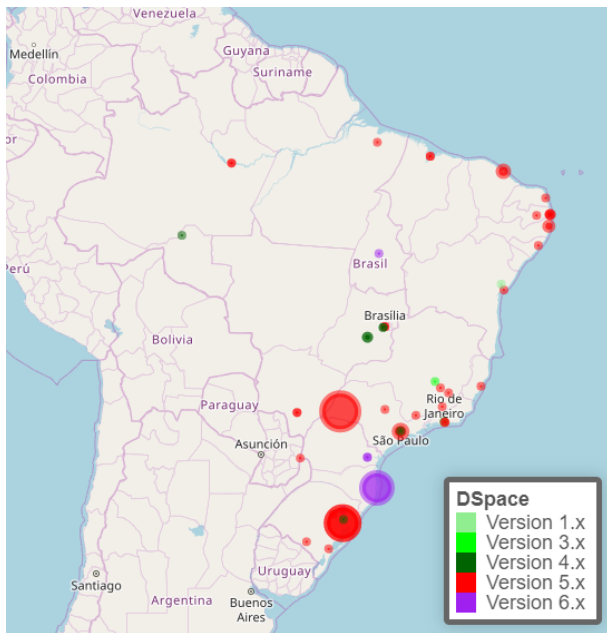 Venezuela
Medellín
Guyana
Colombia
Suriname
or
Brasil
Perú
Brasília
Bolivia
Paraguay
Rio de
Janeiro
São Paulo
Asunción
DSpace
Version 1.x
Version 3.x
Version 4.x
Version 5.x
Version 6.x
Uruguay
Santiago
Argentina
Buenos
Aires